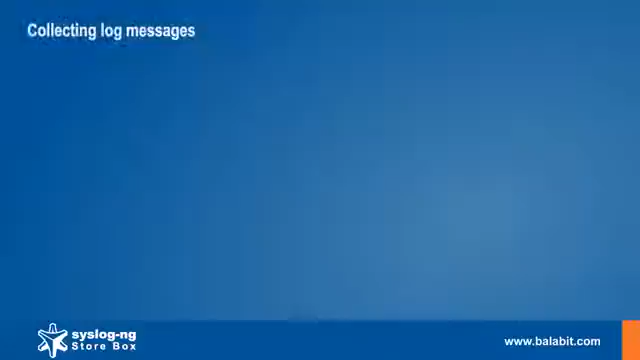 Collecting log messages
syslog-ng
Store Box
www.balabit.com